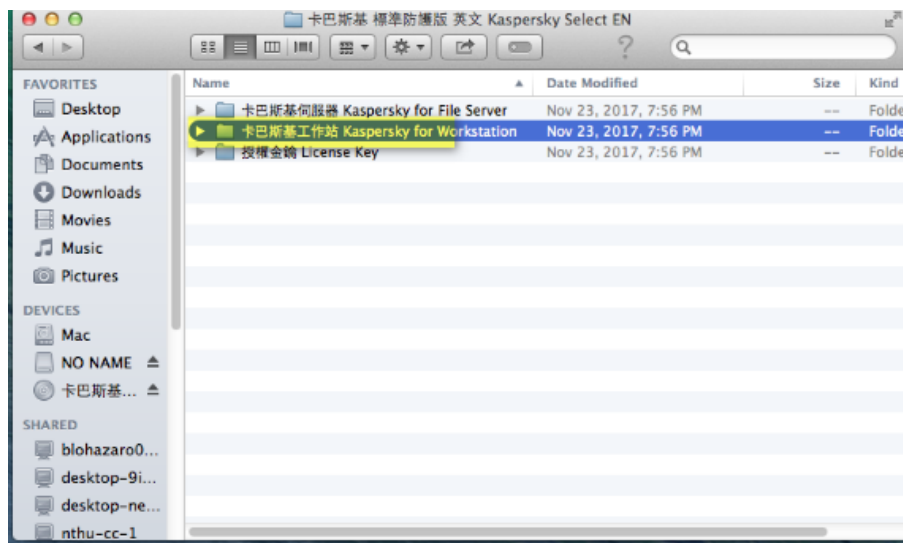 卡巴斯基 標準防護版 英文 Kaspersky Select EN
FAVORITES
Desktop
Applications
Documents
Downloads
Movies
Music
Pictures
DEVICES
Mac
NO NAME
卡巴斯基...
SHARED
blohazaro0...
desktop-9i...
desktop-ne...
nthu-cc-1
Name Date Modified Size Kind
卡巴斯基伺服器 Kaspersky for File Server Nov 23, 2017, 7:56 PM -- Folde
卡巴斯基工作站 Kaspersky for Workstation Nov 23, 2017, 7:56 PM -- Folde
授權金鑰 License Key Nov 23, 2017, 7:56 PM -- Folde